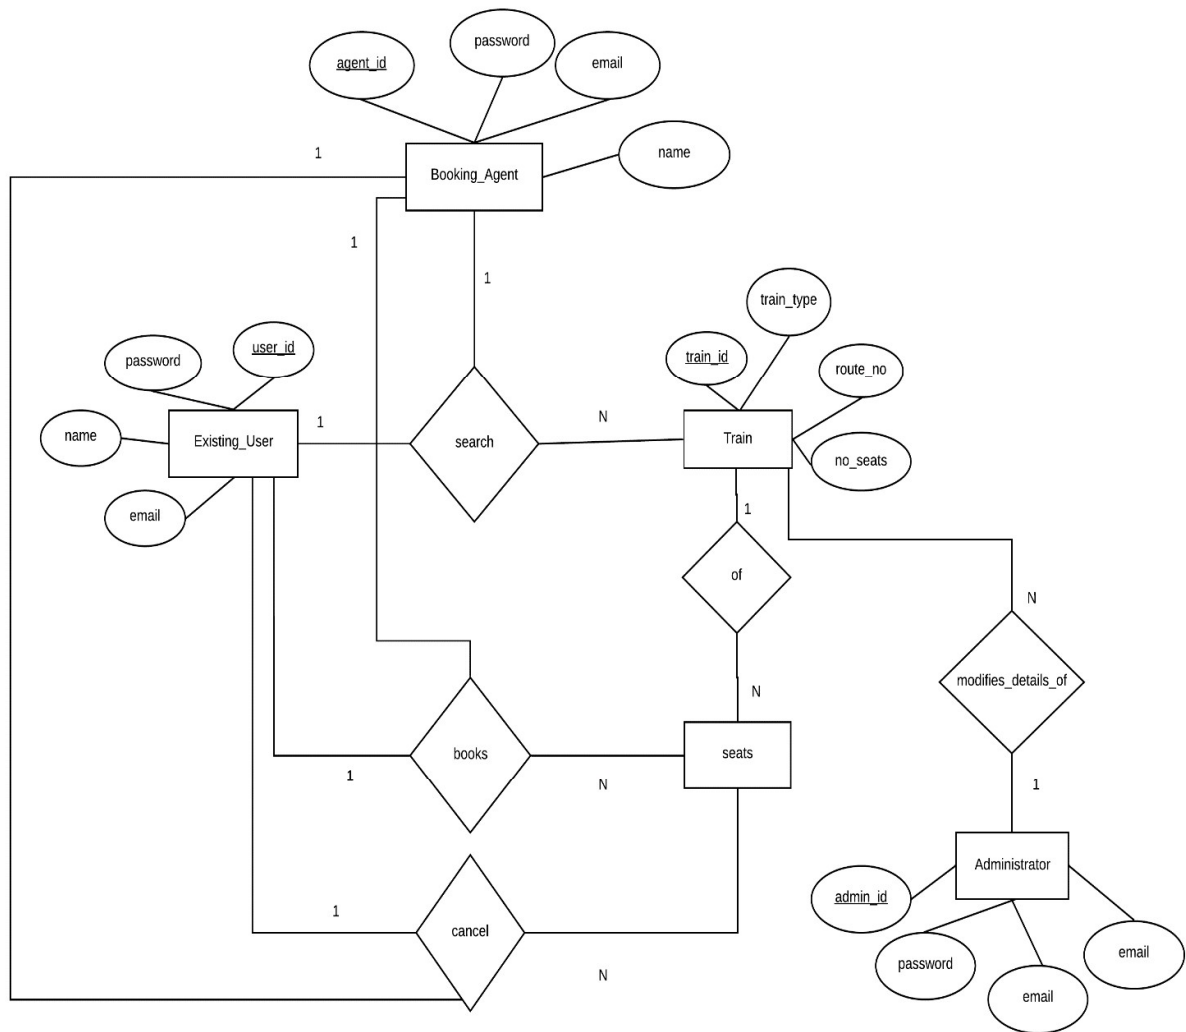 password
agent_id
email
name
1
Booking_Agent
1
1
train_type
user_id
password
train_id
route_no
name
Existing_User
1
search
N
Train
no_seats
email
1
of
N
modifies_details_of
N
books
seats
1
N
1
Administrator
admin_id
1
cancel
password
email
N
email